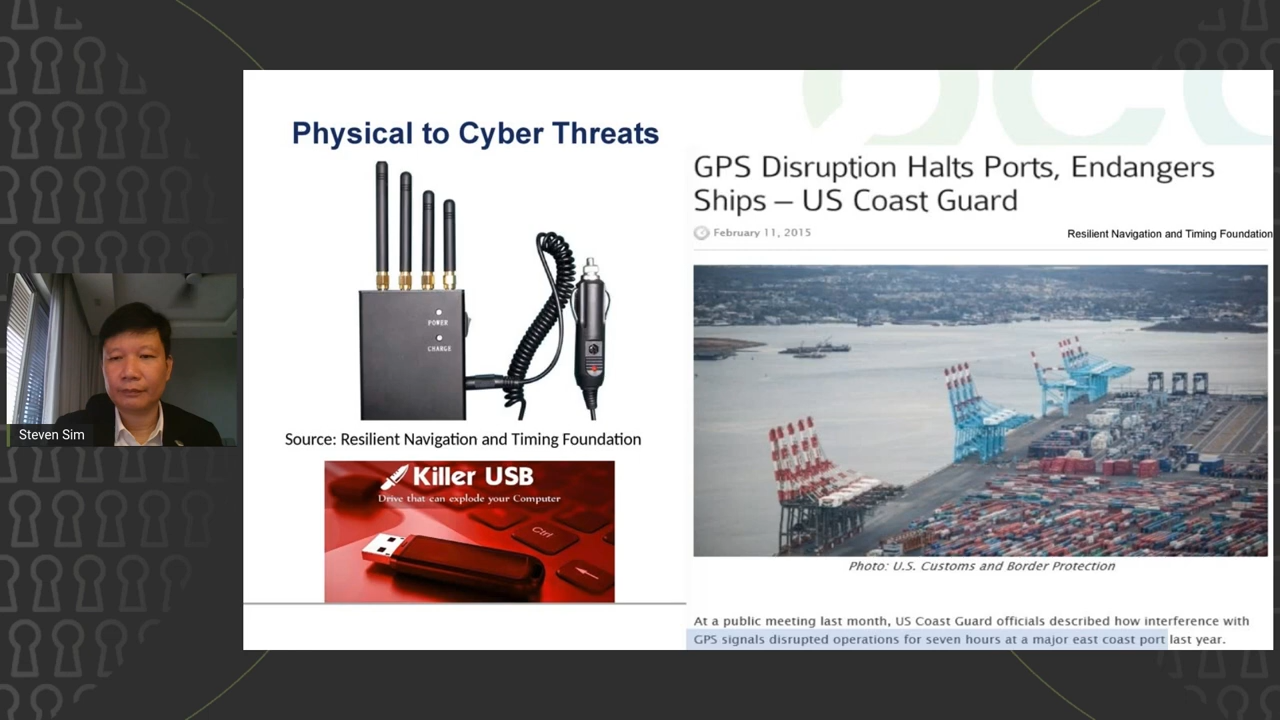 Physical to Cyber Threats
POWER
CHARGE
Source: Resilient Navigation and Timing Foundation
Killer USB
Drive that can explode your Computer
Ctrl
GPS Disruption Halts Ports, Endangers
Ships – US Coast Guard
February 11, 2015
Resilient Navigation and Timing Foundation
Photo: U.S. Customs and Border Protection
At a public meeting last month, US Coast Guard officials described how interference with
GPS signals disrupted operations for seven hours at a major east coast port last year.
Steven Sim